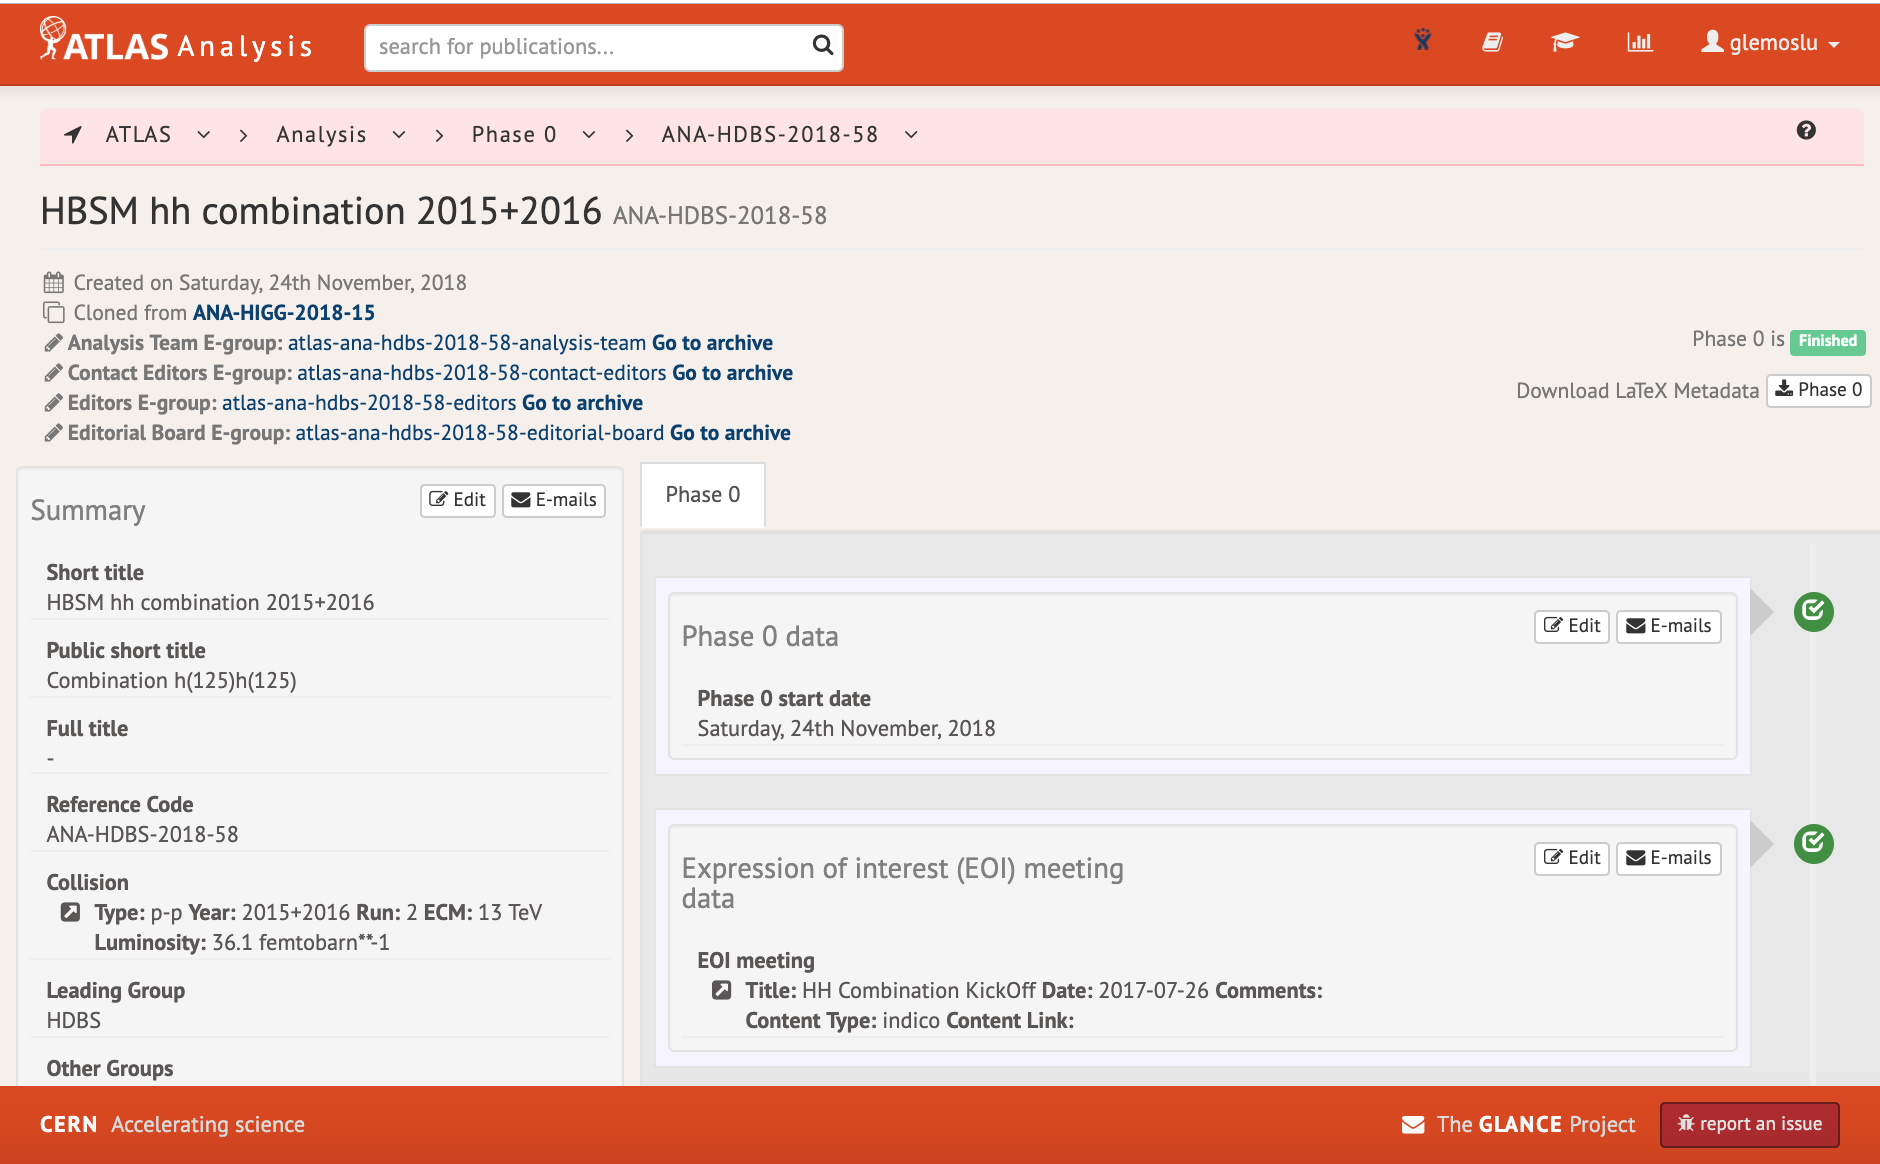 ATLAS Analysis
search for publications...
glemoslu
ATLAS > Analysis > Phase 0 > ANA-HDBS-2018-58
HBSM hh combination 2015+2016 ANA-HDBS-2018-58
Created on Saturday, 24th November, 2018
Cloned from ANA-HIGG-2018-15
Analysis Team E-group: atlas-ana-hdbs-2018-58-analysis-team Go to archive
Contact Editors E-group: atlas-ana-hdbs-2018-58-contact-editors Go to archive
Editors E-group: atlas-ana-hdbs-2018-58-editors Go to archive
Editorial Board E-group: atlas-ana-hdbs-2018-58-editorial-board Go to archive
Phase 0 is Finished
Download LaTeX Metadata Phase 0
Summary
Edit E-mails
Short title
HBSM hh combination 2015+2016
Public short title
Combination h(125)h(125)
Full title
-
Reference Code
ANA-HDBS-2018-58
Collision
Type: p-p Year: 2015+2016 Run: 2 ECM: 13 TeV
Luminosity: 36.1 femtobarn**-1
Leading Group
HDBS
Other Groups
Phase 0
Phase 0 data
Edit E-mails
Phase 0 start date
Saturday, 24th November, 2018
Expression of interest (EOI) meeting
data
Edit E-mails
EOI meeting
Title: HH Combination KickOff Date: 2017-07-26 Comments:
Content Type: indico Content Link:
CERN Accelerating science
The GLANCE Project
report an issue